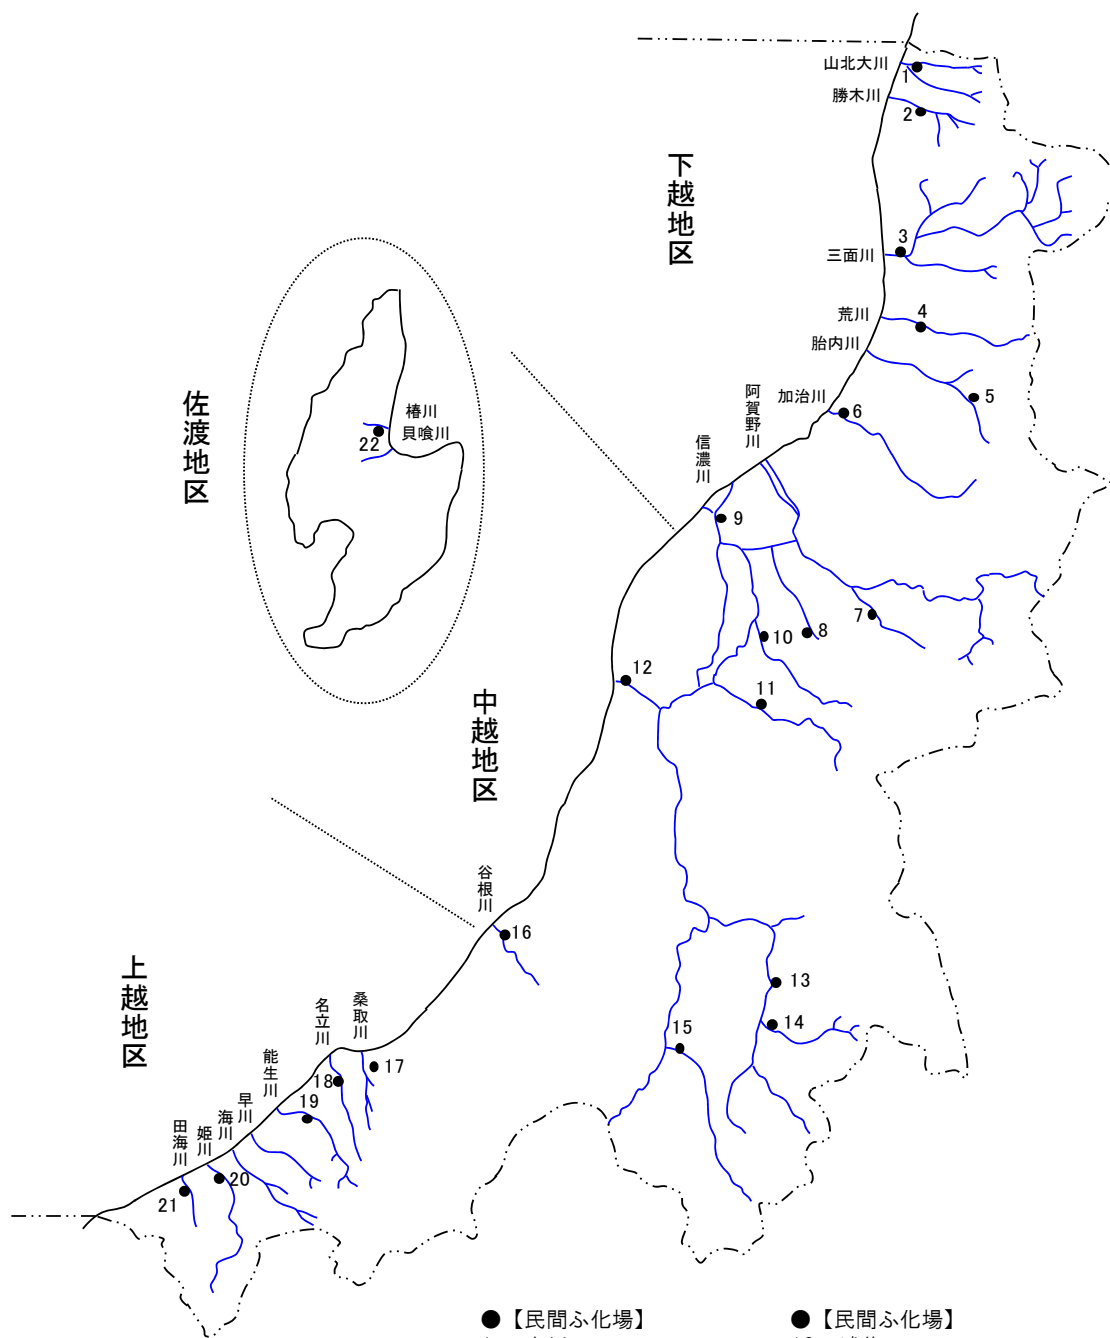 山北大川
1
勝木川
2
下越地区
3
三面川
荒川
4
胎内川
5
加治川
6
阿賀野川
信濃川
佐渡地区
椿川
貝喰川
22
9
7
8
10
11
12
中越地区
谷根川
16
13
14
15
上越地区
桑取川
名立川
17
18
能生川
19
早川
海川
姫川
田海川
20
21
●【民間ふ化場】
●【民間ふ化場】